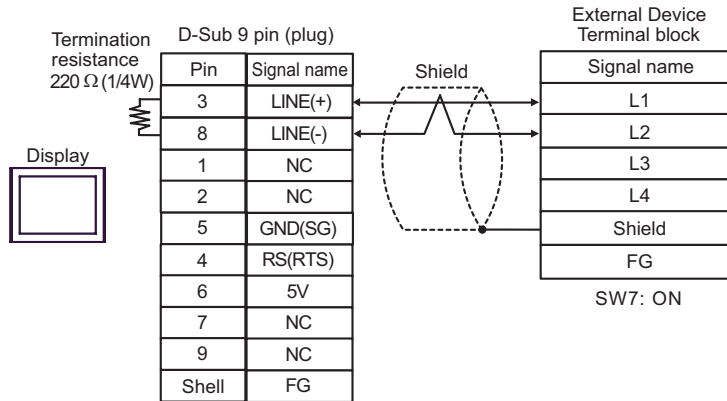 Termination
resistance
220 Ω (1/4W)
Display
D-Sub 9 pin (plug)
Pin Signal name
3 LINE(+)
8 LINE(-)
1 NC
2 NC
5 GND(SG)
4 RS(RTS)
6 5V
7 NC
9 NC
Shell FG
Shield
External Device
Terminal block
Signal name
L1
L2
L3
L4
Shield
FG
SW7: ON